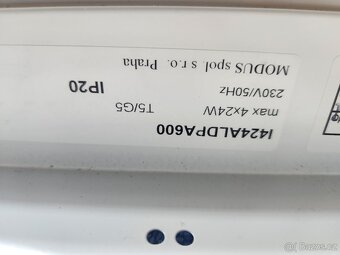 I424ALDPA600
max 4x24W T5/G5
230V/50Hz IP20
MODUS spol. s r.o. Praha
bazos.cz